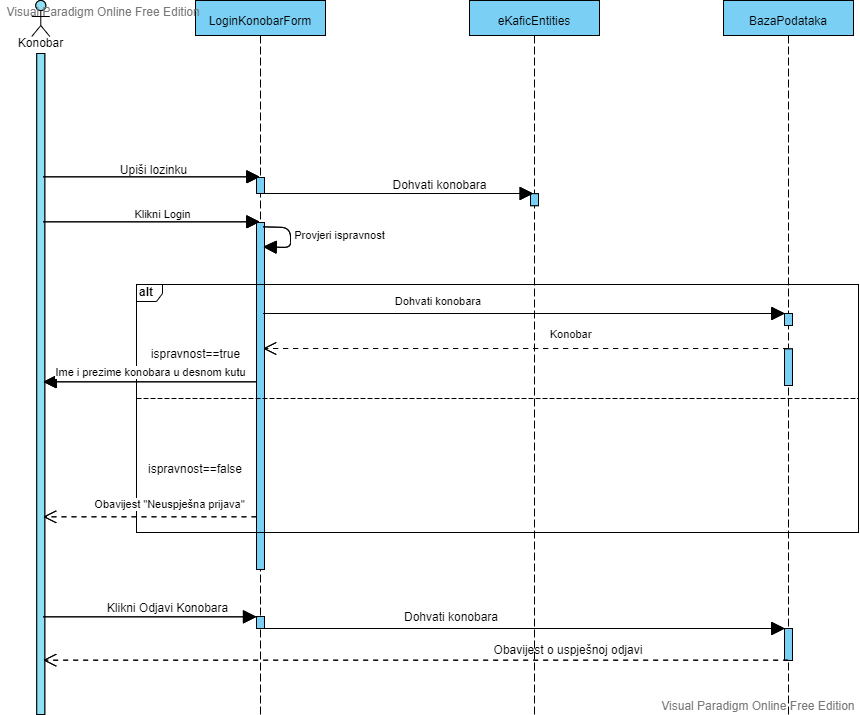 Visual Paradigm Online Free Edition
LoginKonobarForm
eKaficEntities
BazaPodataka
Konobar
Upiši lozinku
Dohvati konobara
Klikni Login
Provjeri ispravnost
alt
Dohvati konobara
Konobar
ispravnost==true
Ime i prezime konobara u desnom kutu
ispravnost==false
Obavijest "Neuspješna prijava"
Klikni Odjavi Konobara
Dohvati konobara
Obavijest o uspješnoj odjavi
Visual Paradigm Online Free Edition